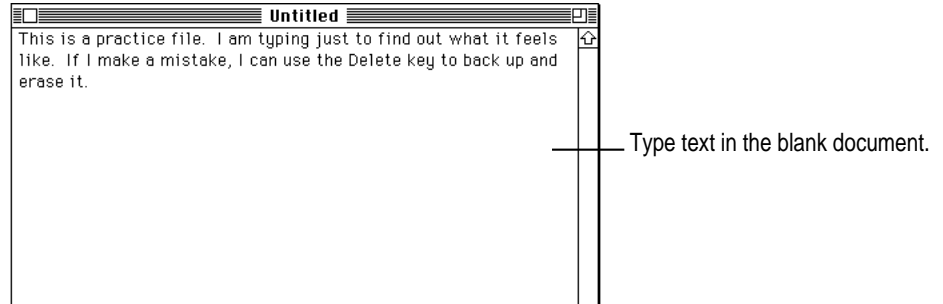 Untitled
This is a practice file.  I am typing just to find out what it feels
like.  If I make a mistake, I can use the Delete key to back up and
erase it.
Type text in the blank document.